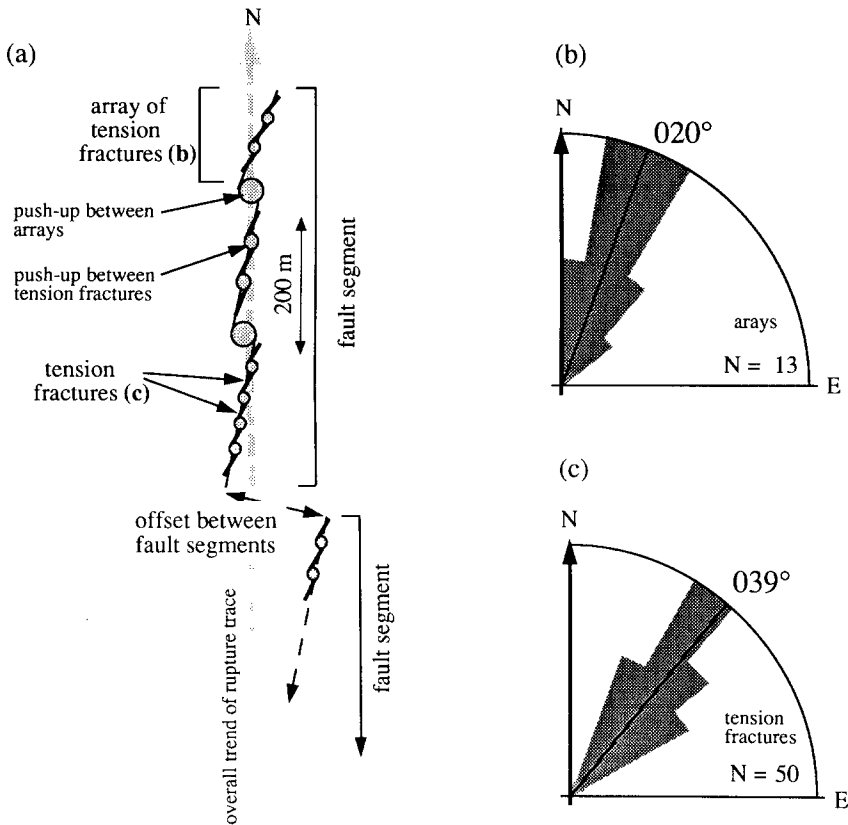 (a)
N
array of
tension
fractures (b)
push-up between
arrays
push-up between
tension fractures
200 m
fault segment
tension
fractures (c)
offset between
fault segments
fault segment
overall trend of rupture trace
(b)
N
020°
arays
N = 13
E
(c)
N
039°
tension
fractures
N = 50
E